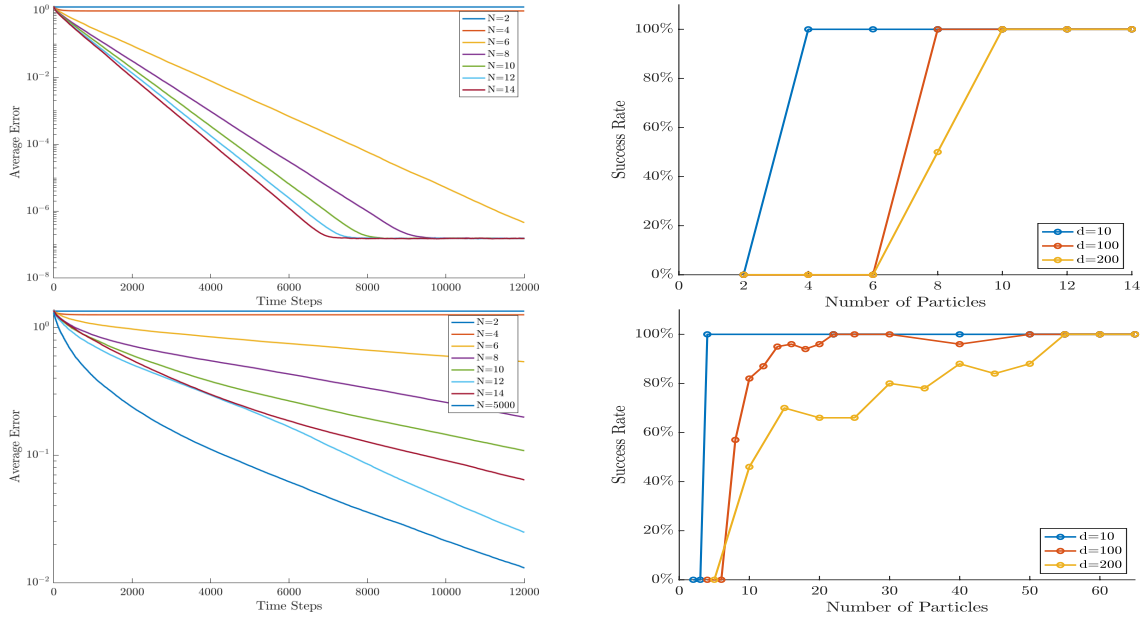 10^0
10^-2
10^-4
10^-6
10^-8
Average Error
0 2000 4000 6000 8000 10000 12000
Time Steps
N=2
N=4
N=6
N=8
N=10
N=12
N=14
100%
80%
60%
40%
20%
0%
Success Rate
2 4 6 8 10 12 14
Number of Particles
d=10
d=100
d=200
10^0
10^-1
10^-2
Average Error
0 2000 4000 6000 8000 10000 12000
Time Steps
N=2
N=4
N=6
N=8
N=10
N=12
N=14
N=5000
100%
80%
60%
40%
20%
0%
Success Rate
0 10 20 30 40 50 60
Number of Particles
d=10
d=100
d=200